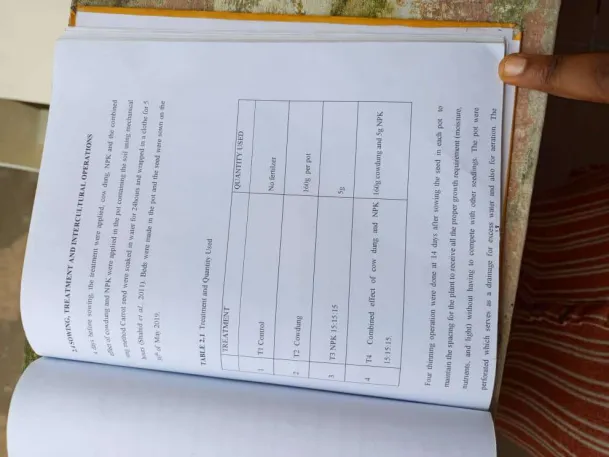 SOWING, TREATMENT AND INTERCULTURAL OPERATIONS
days before sowing, the treatment were applied, cow dung, NPK, and the combined
effect of cowdung and NPK were applied in the pot containing the soil using mechanical
method Carrot seed were soaked in water for 24hours and wrapped in a clothe for 5
hours (Shahid et al., 2011). Beds were made in the pot and the seed were sown on the
of May 2019.
TABLE 2.1 Treatment and Quantity Used
TREATMENT QUANTITY USED
1 T1 Control No fertilizer
2 T2 Cowdung 160g per pot
3 T3 NPK 15:15:15 5g
4 T4 Combined effect of cow dung and NPK 160g cowdung and 5g NPK
15:15:15.
Four thinning operation were done at 14 days after sowing the seed in each pot to
maintain the spacing for the plant to receive all the proper growth requirement (moisture,
nutrients, and light) without having to compete with other seedlings. The pot were
perforated which serves as a drainage for excess water and also for aeration. The